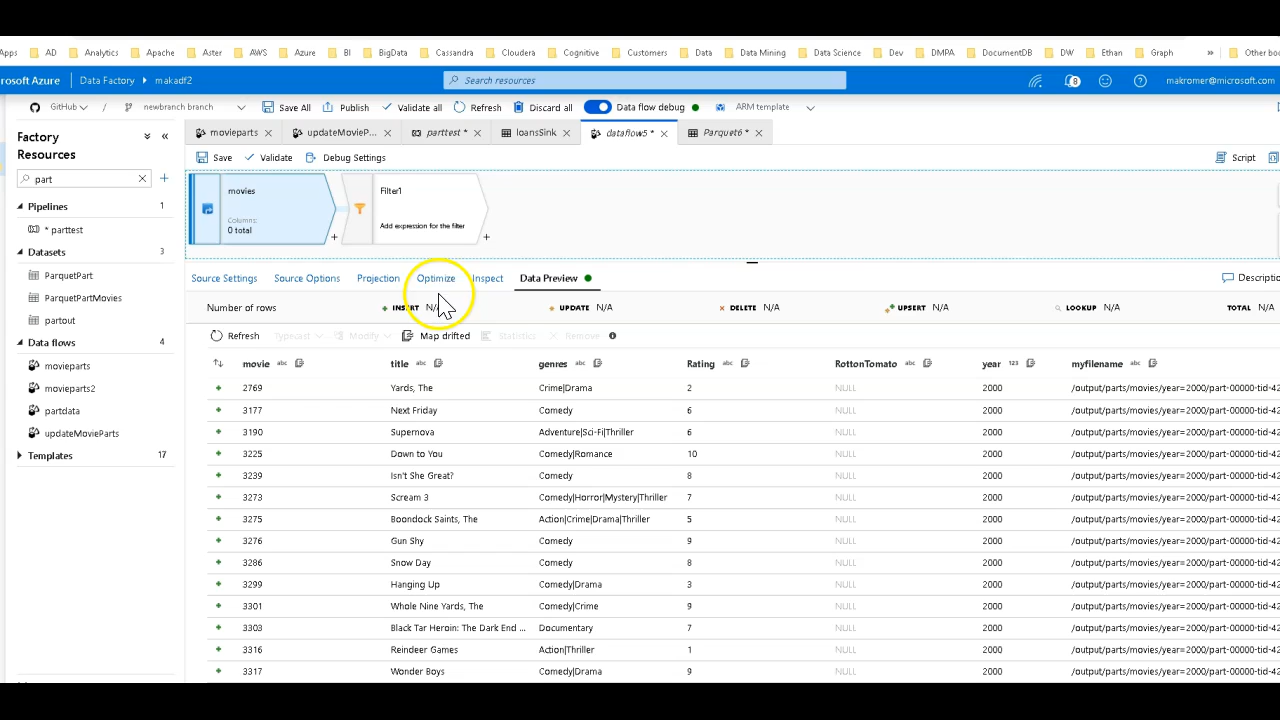 Apps AD Analytics Apache Aster AWS Azure BI BigData Cassandra Cloudera Cognitive Customers Data Data Mining Data Science Dev DMPA DocumentDB DW Ethan Graph » Other bo
rosoft Azure Data Factory makadf2 Search resources 8 makromer@microsoft.com
GitHub newbranch branch Save All Publish Validate all Refresh Discard all Data flow debug ARM template
Factory Resources
movieparts × updateMovieP... × parttest * × loansSink × dataflow5 * × Parquet6 * ×
Save Validate Debug Settings Script
part
Pipelines 1
* parttest
Datasets 3
ParquetPart
ParquetPartMovies
partout
Data flows 4
movieparts
movieparts2
partdata
updateMovieParts
Templates 17
movies
Columns:
0 total
+
Filter1
Add expression for the filter
+
Source Settings Source Options Projection Optimize Inspect Data Preview Descriptio
Number of rows INSERT N/A UPDATE N/A DELETE N/A UPSERT N/A LOOKUP N/A TOTAL N/A
Refresh Typecast Modify Map drifted Statistics Remove
movie abc title abc genres abc Rating abc RottonTomato abc year 123 myfilename abc
2769 Yards, The Crime|Drama 2 NULL 2000 /output/parts/movies/year=2000/part-00000-tid-42
3177 Next Friday Comedy 6 NULL 2000 /output/parts/movies/year=2000/part-00000-tid-42
3190 Supernova Adventure|Sci-Fi|Thriller 6 NULL 2000 /output/parts/movies/year=2000/part-00000-tid-42
3225 Down to You Comedy|Romance 10 NULL 2000 /output/parts/movies/year=2000/part-00000-tid-42
3239 Isn't She Great? Comedy 8 NULL 2000 /output/parts/movies/year=2000/part-00000-tid-42
3273 Scream 3 Comedy|Horror|Mystery|Thriller 7 NULL 2000 /output/parts/movies/year=2000/part-00000-tid-42
3275 Boondock Saints, The Action|Crime|Drama|Thriller 5 NULL 2000 /output/parts/movies/year=2000/part-00000-tid-42
3276 Gun Shy Comedy 9 NULL 2000 /output/parts/movies/year=2000/part-00000-tid-42
3286 Snow Day Comedy 8 NULL 2000 /output/parts/movies/year=2000/part-00000-tid-42
3299 Hanging Up Comedy|Drama 3 NULL 2000 /output/parts/movies/year=2000/part-00000-tid-42
3301 Whole Nine Yards, The Comedy|Crime 9 NULL 2000 /output/parts/movies/year=2000/part-00000-tid-42
3303 Black Tar Heroin: The Dark End ... Documentary 7 NULL 2000 /output/parts/movies/year=2000/part-00000-tid-42
3316 Reindeer Games Action|Thriller 1 NULL 2000 /output/parts/movies/year=2000/part-00000-tid-42
3317 Wonder Boys Comedy|Drama 9 NULL 2000 /output/parts/movies/year=2000/part-00000-tid-42